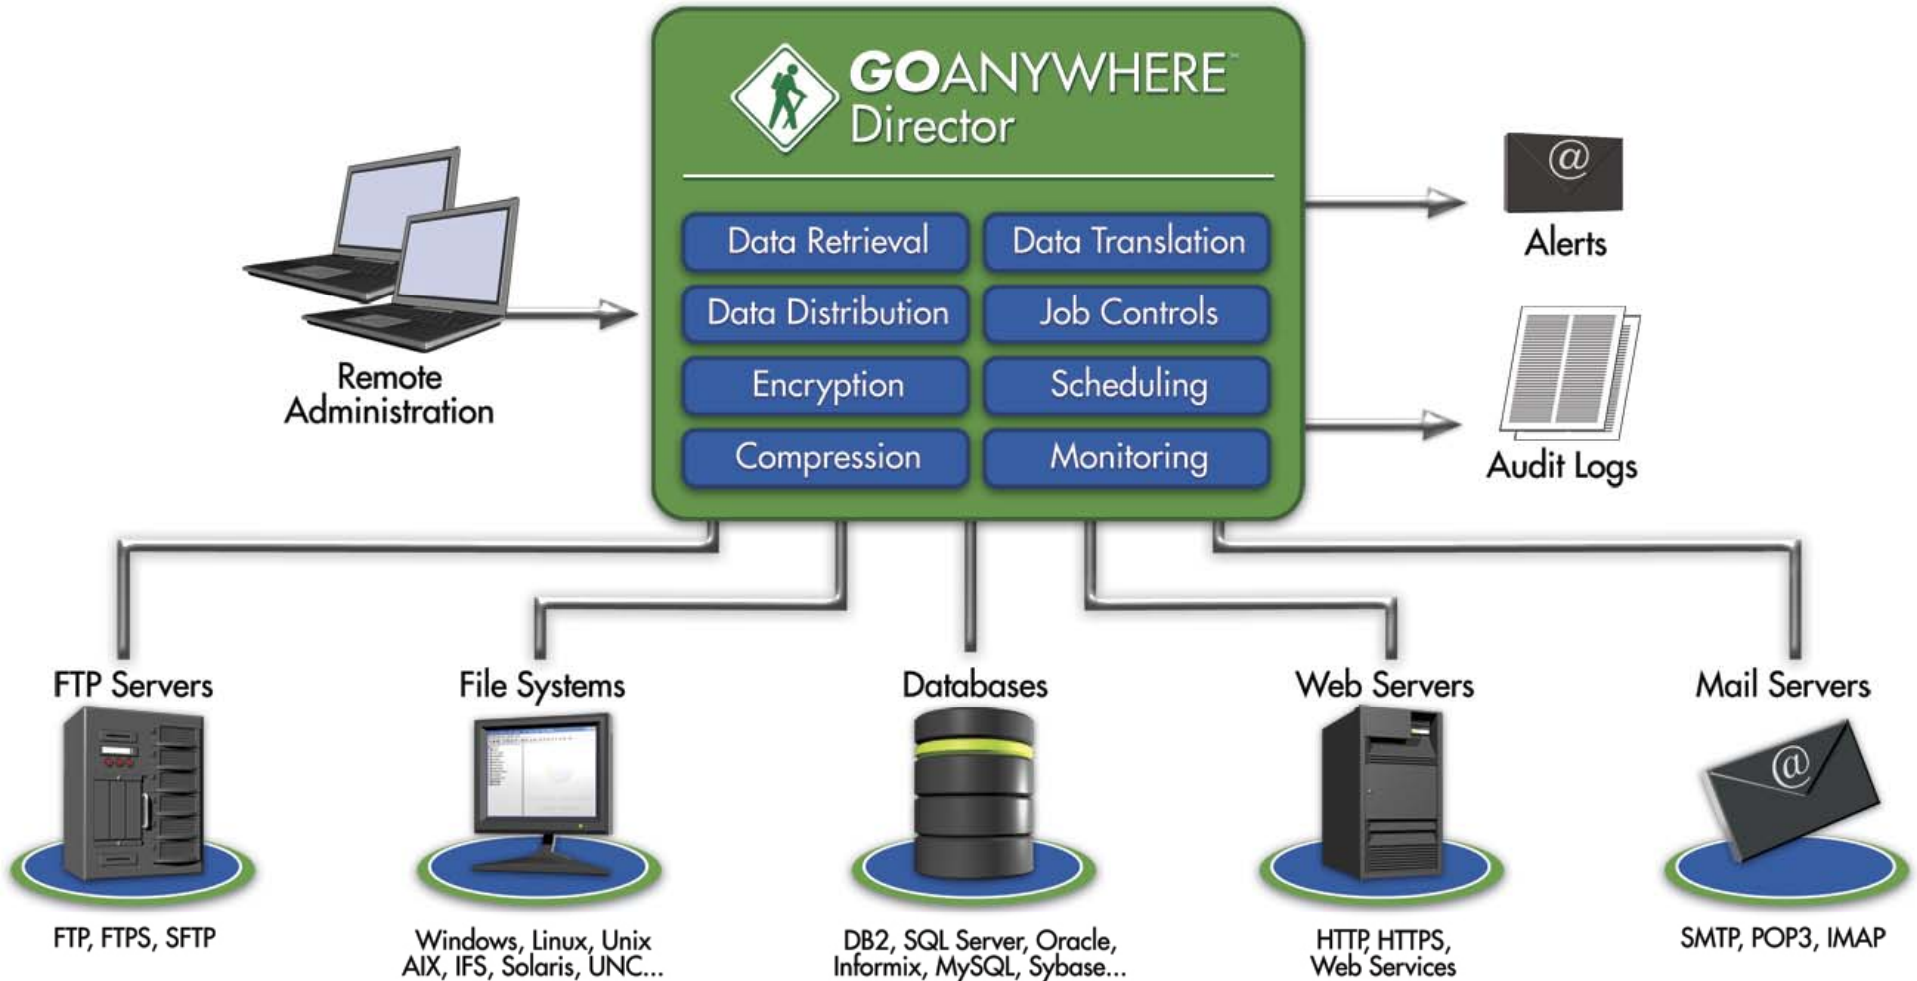 GOANYWHERE™
Director
Data Retrieval
Data Translation
Data Distribution
Job Controls
Encryption
Scheduling
Compression
Monitoring
Remote
Administration
@
Alerts
Audit Logs
FTP Servers
FTP, FTPS, SFTP
File Systems
Windows, Linux, Unix
AIX, IFS, Solaris, UNC...
Databases
DB2, SQL Server, Oracle,
Informix, MySQL, Sybase...
Web Servers
HTTP, HTTPS,
Web Services
Mail Servers
@
SMTP, POP3, IMAP